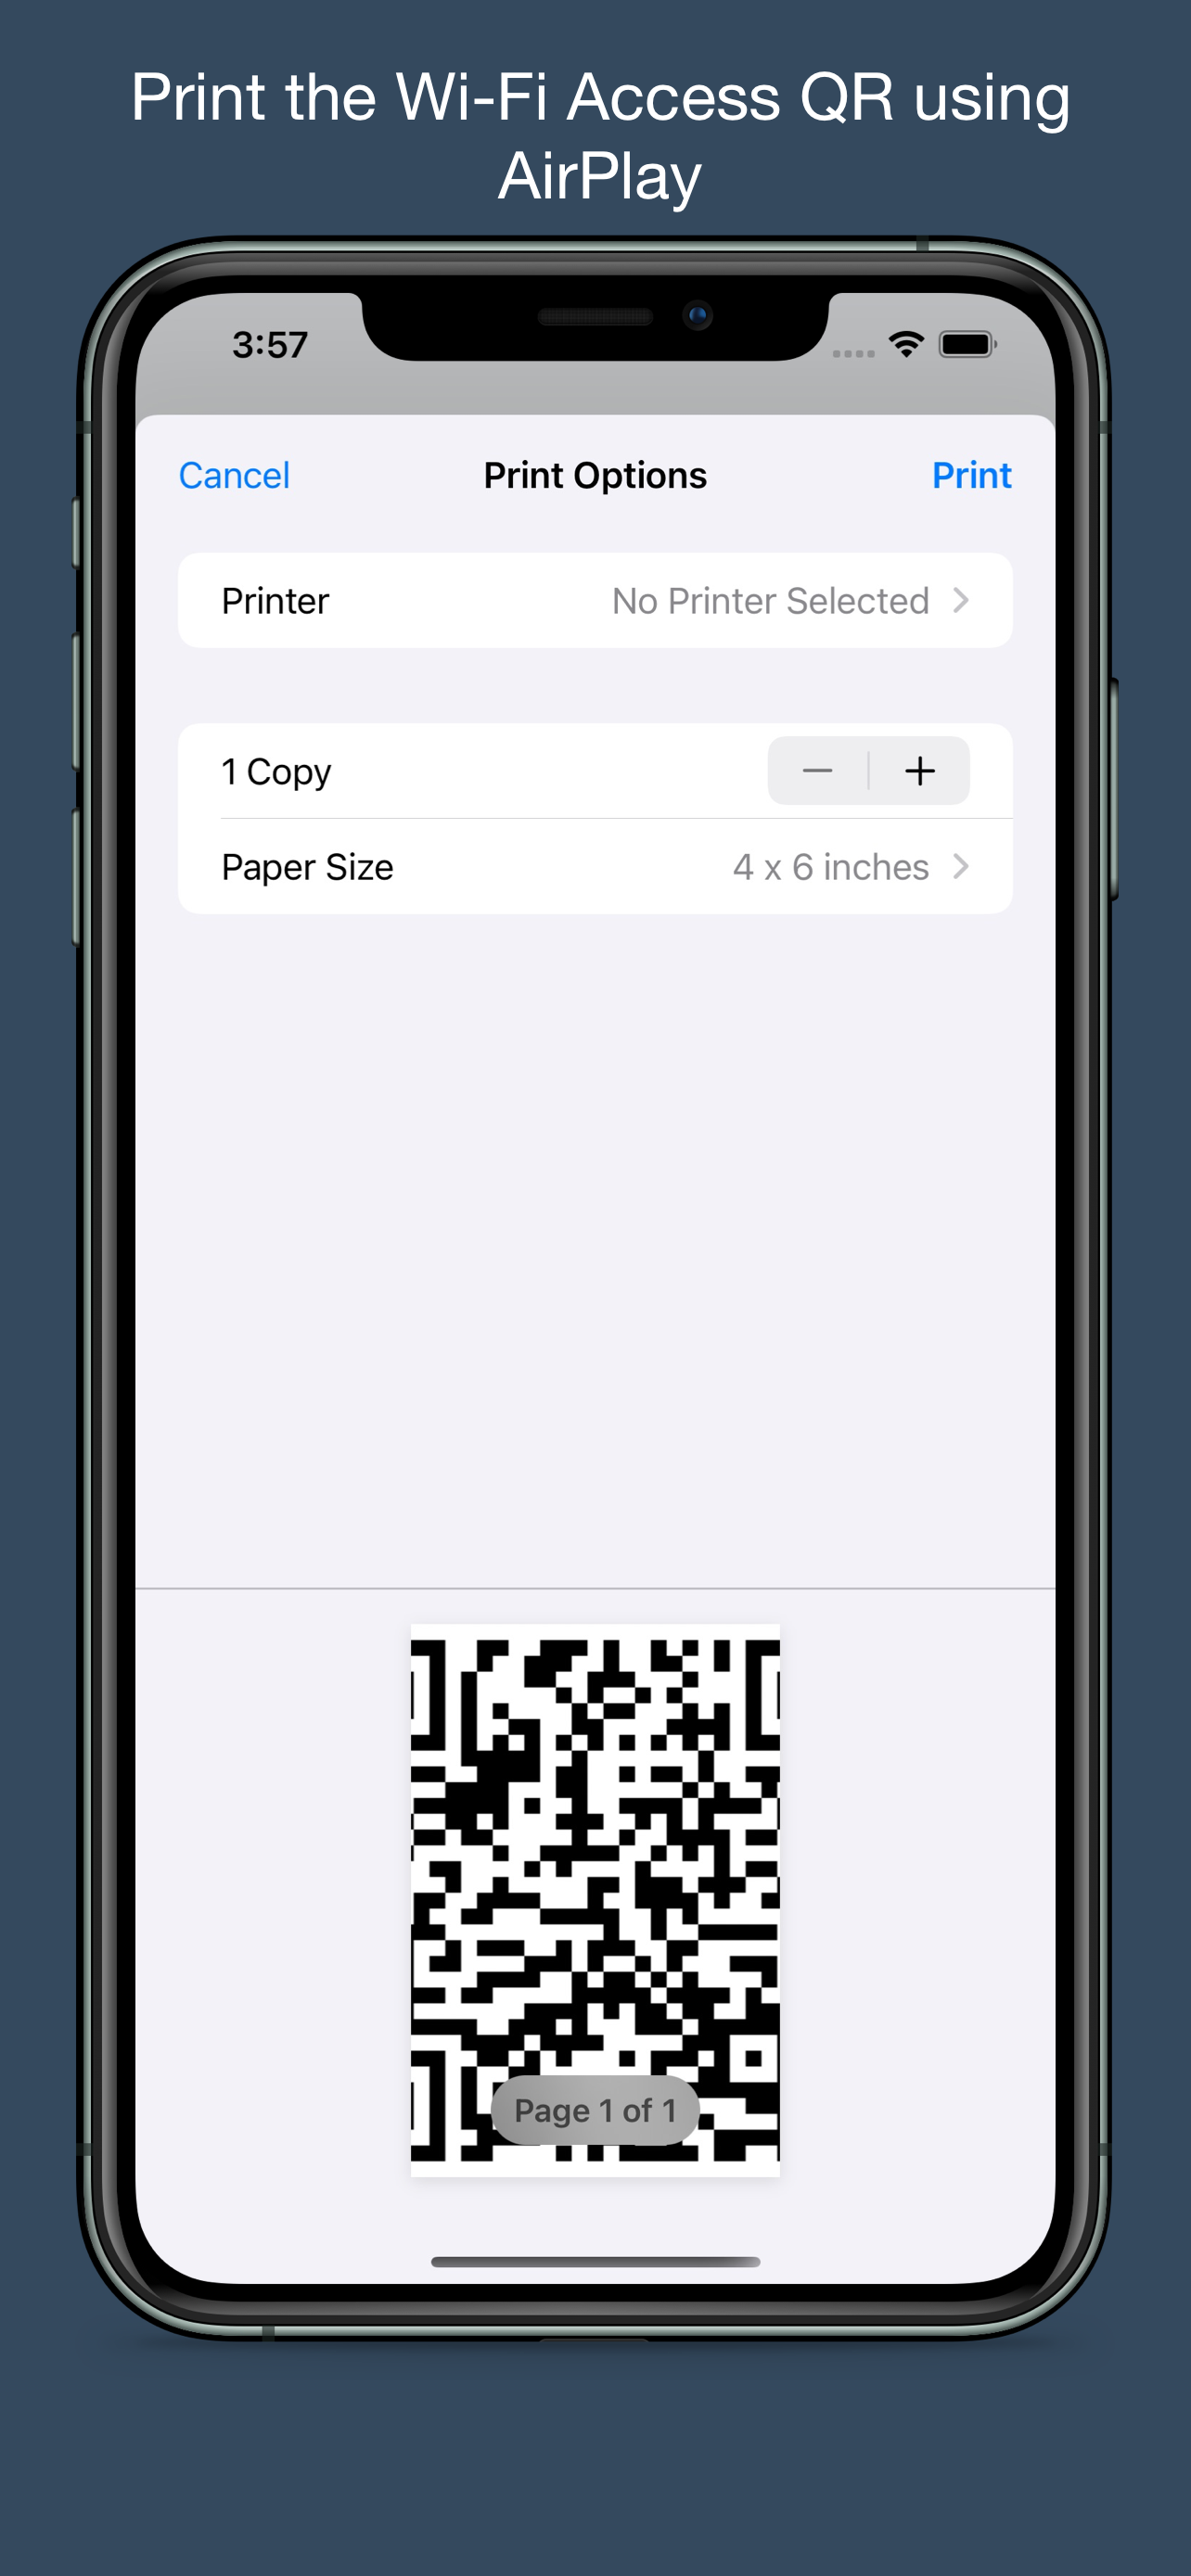 Print the Wi-Fi Access QR using
AirPlay
3:57
Cancel Print Options Print
Printer No Printer Selected
1 Copy
Paper Size 4 x 6 inches
Page 1 of 1